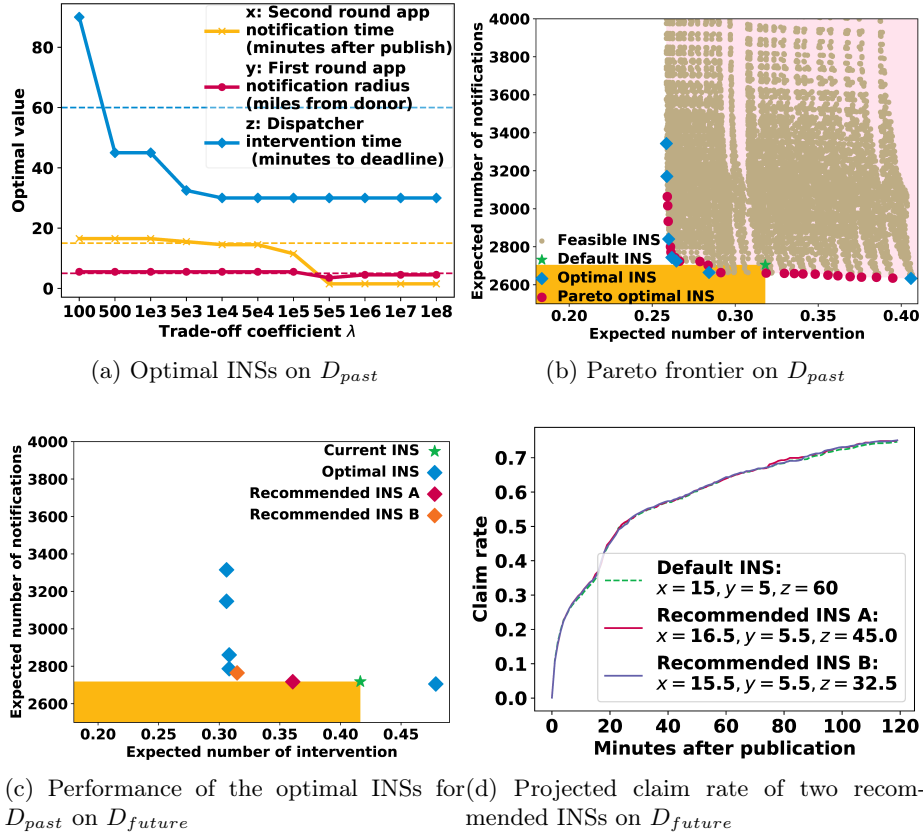 80
60
40
20
0
Optimal value
x: Second round app
notification time
(minutes after publish)
y: First round app
notification radius
(miles from donor)
z: Dispatcher
intervention time
(minutes to deadline)
100 500 1e3 5e3 1e4 5e4 1e5 5e5 1e6 1e7 1e8
Trade-off coefficient λ
(a) Optimal INSs on D_past
4000
3800
3600
3400
3200
3000
2800
2600
Expected number of notifications
Feasible INS
Default INS
Optimal INS
Pareto optimal INS
0.20 0.25 0.30 0.35 0.40
Expected number of intervention
(b) Pareto frontier on D_past
4000
3800
3600
3400
3200
3000
2800
2600
Expected number of notifications
Current INS
Optimal INS
Recommended INS A
Recommended INS B
0.20 0.25 0.30 0.35 0.40 0.45
Expected number of intervention
(c) Performance of the optimal INSs for
D_past on D_future
0.7
0.6
0.5
0.4
0.3
0.2
0.1
0.0
Claim rate
Default INS:
x = 15, y = 5, z = 60
Recommended INS A:
x = 16.5, y = 5.5, z = 45.0
Recommended INS B:
x = 15.5, y = 5.5, z = 32.5
0 20 40 60 80 100 120
Minutes after publication
(d) Projected claim rate of two recom-
mended INSs on D_future